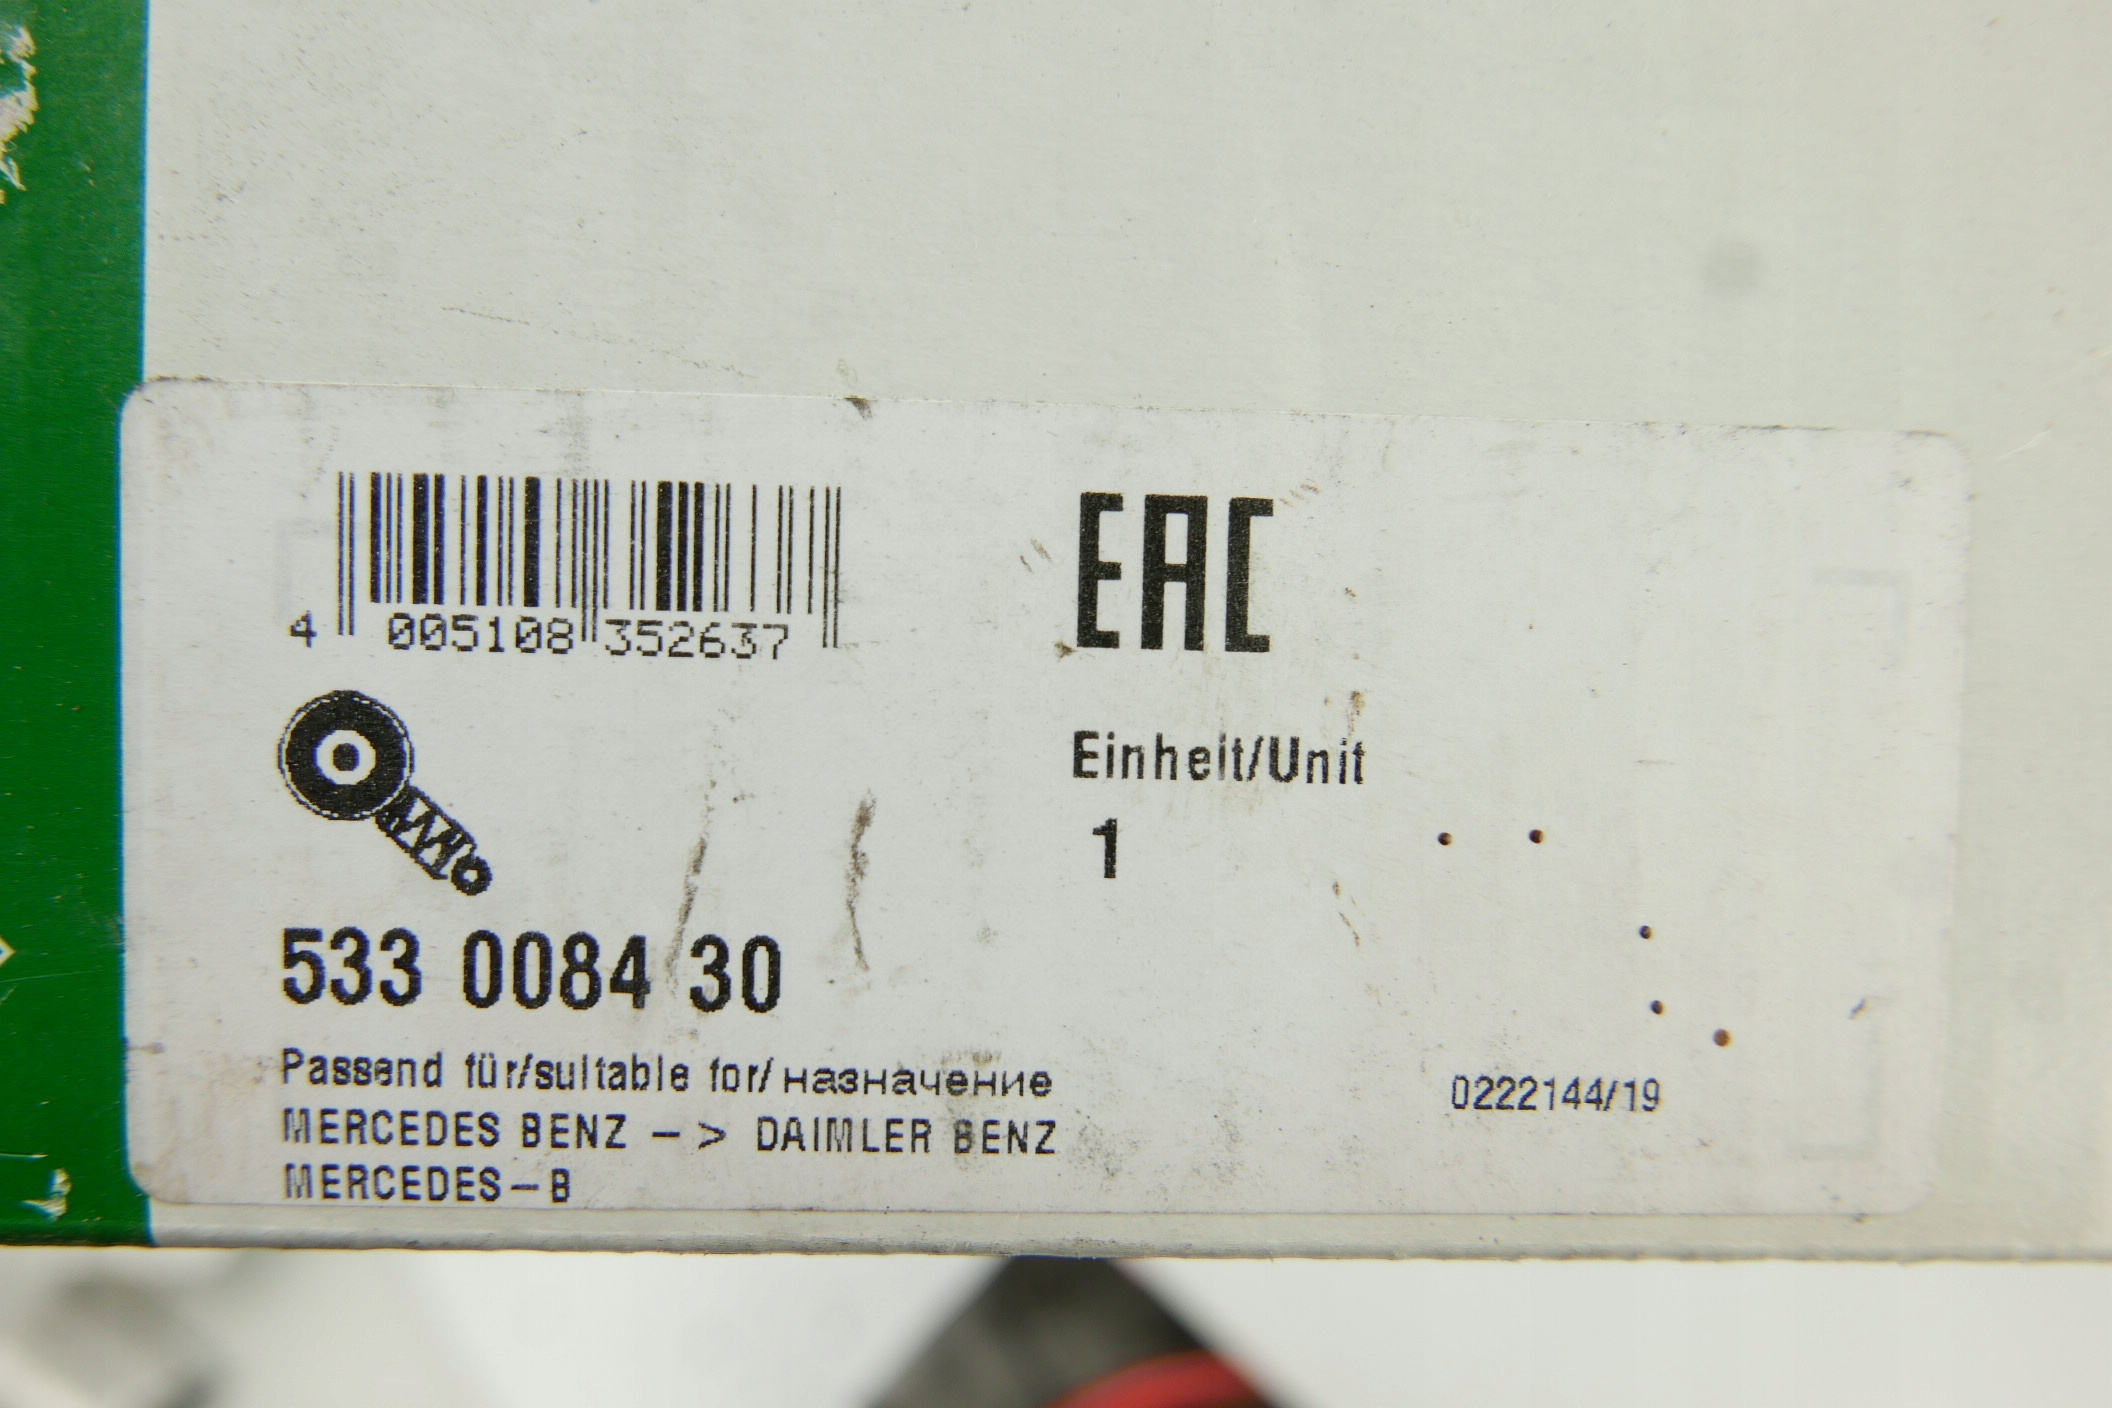 4 005108 352637
EAC
Einheit/Unit
1
533 0084 30
Passend für/suitable for/назначение
MERCEDES BENZ -> DAIMLER BENZ
MERCEDES-B
0222144/19